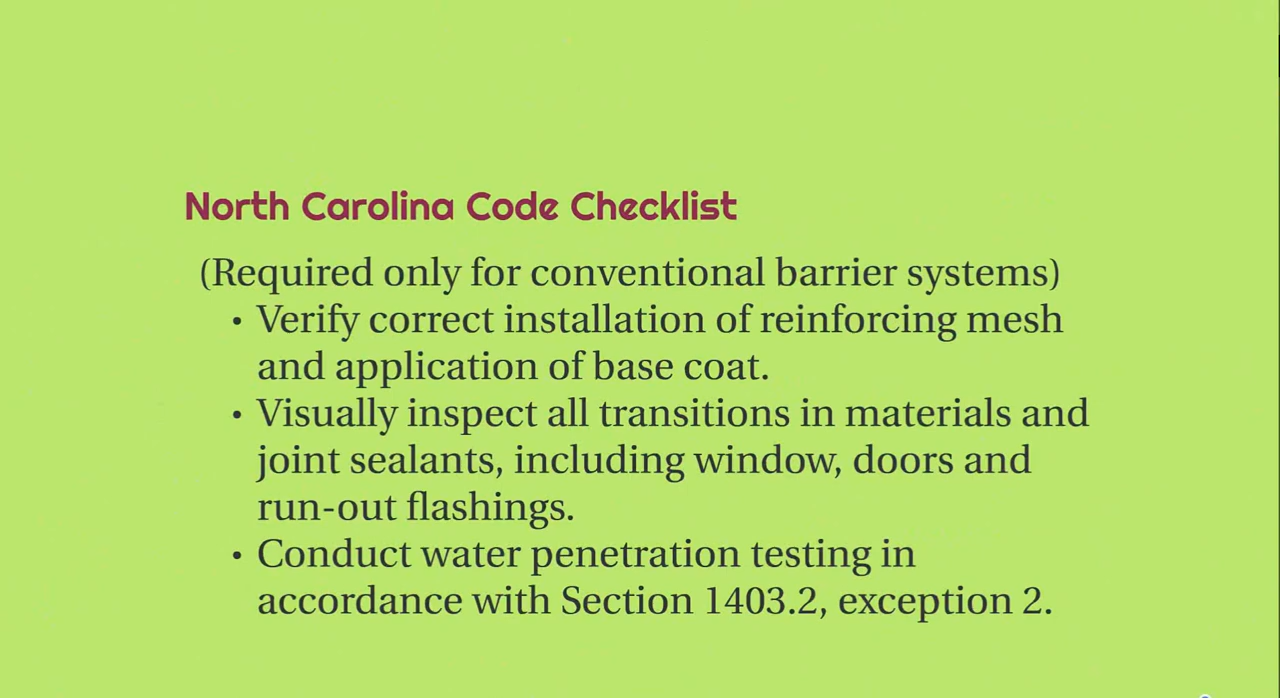 North Carolina Code Checklist
(Required only for conventional barrier systems)
• Verify correct installation of reinforcing mesh
and application of base coat.
• Visually inspect all transitions in materials and
joint sealants, including window, doors and
run-out flashings.
• Conduct water penetration testing in
accordance with Section 1403.2, exception 2.